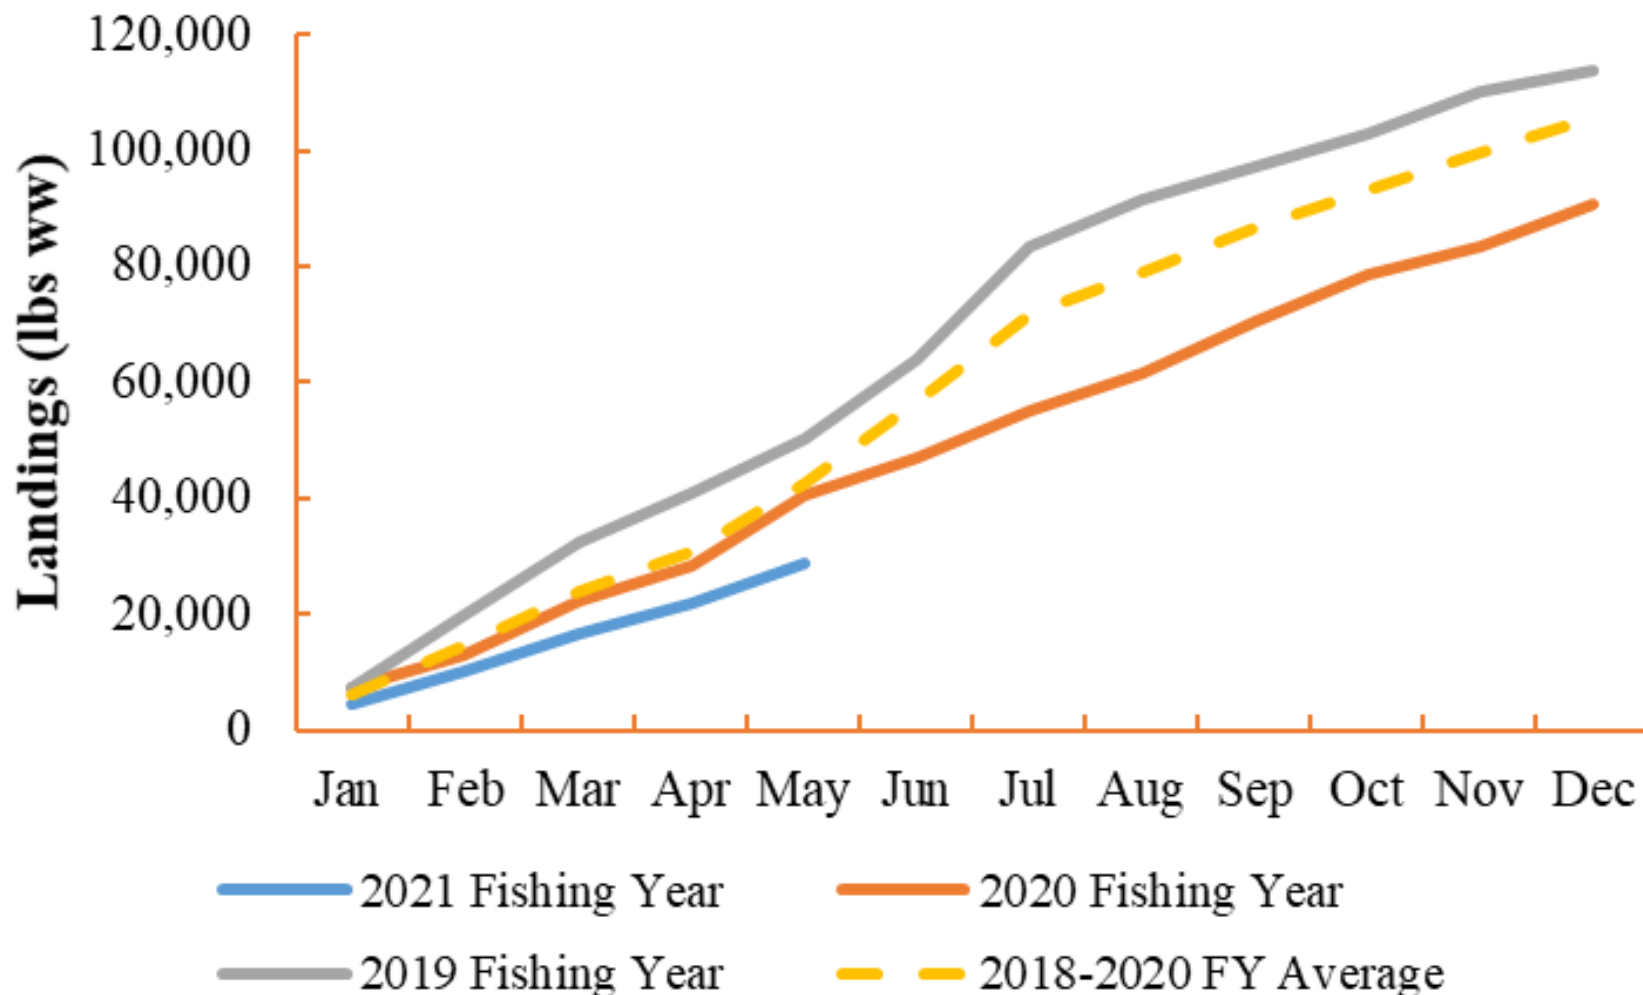 120,000
100,000
80,000
60,000
40,000
20,000
0
Landings (lbs ww)
Jan Feb Mar Apr May Jun Jul Aug Sep Oct Nov Dec
2021 Fishing Year 2020 Fishing Year
2019 Fishing Year 2018-2020 FY Average